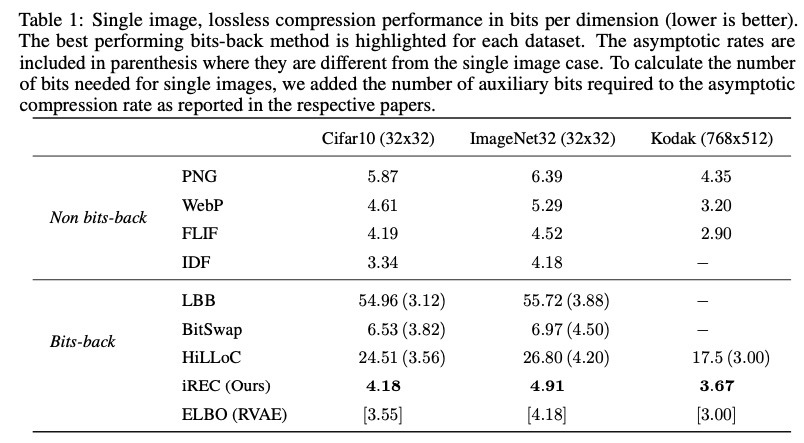 Table 1: Single image, lossless compression performance in bits per dimension (lower is better).
The best performing bits-back method is highlighted for each dataset. The asymptotic rates are
included in parenthesis where they are different from the single image case. To calculate the number
of bits needed for single images, we added the number of auxiliary bits required to the asymptotic
compression rate as reported in the respective papers.
Cifar10 (32x32) ImageNet32 (32x32) Kodak (768x512)
Non bits-back
PNG 5.87 6.39 4.35
WebP 4.61 5.29 3.20
FLIF 4.19 4.52 2.90
IDF 3.34 4.18 –
Bits-back
LBB 54.96 (3.12) 55.72 (3.88) –
BitSwap 6.53 (3.82) 6.97 (4.50) –
HiLLoC 24.51 (3.56) 26.80 (4.20) 17.5 (3.00)
iREC (Ours) 4.18 4.91 3.67
ELBO (RVAE) [3.55] [4.18] [3.00]